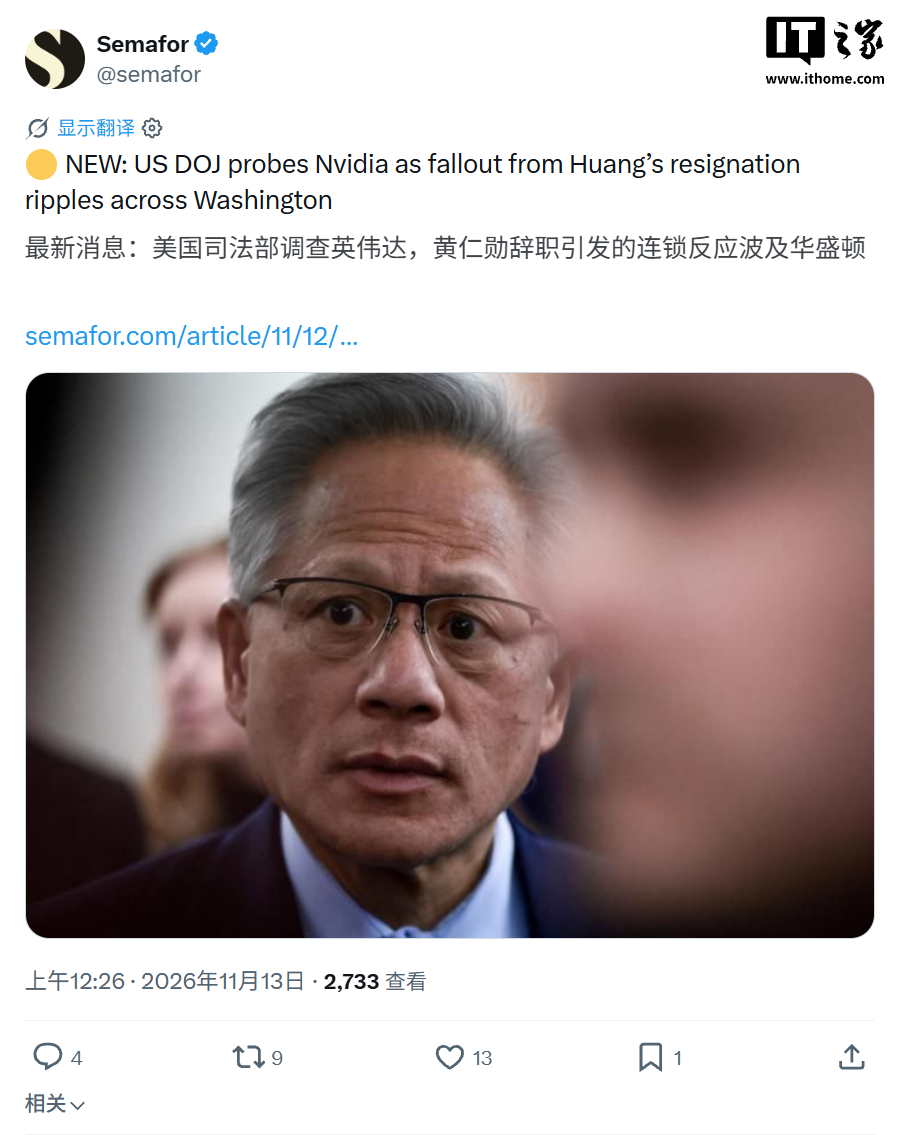 Semafor
@semafor
IT之家
www.ithome.com
显示翻译
NEW: US DOJ probes Nvidia as fallout from Huang’s resignation
ripples across Washington
最新消息：美国司法部调查英伟达，黄仁勋辞职引发的连锁反应波及华盛顿
semafor.com/article/11/12/...
上午12:26 · 2026年11月13日 · 2,733 查看
4 9 13 1
相关